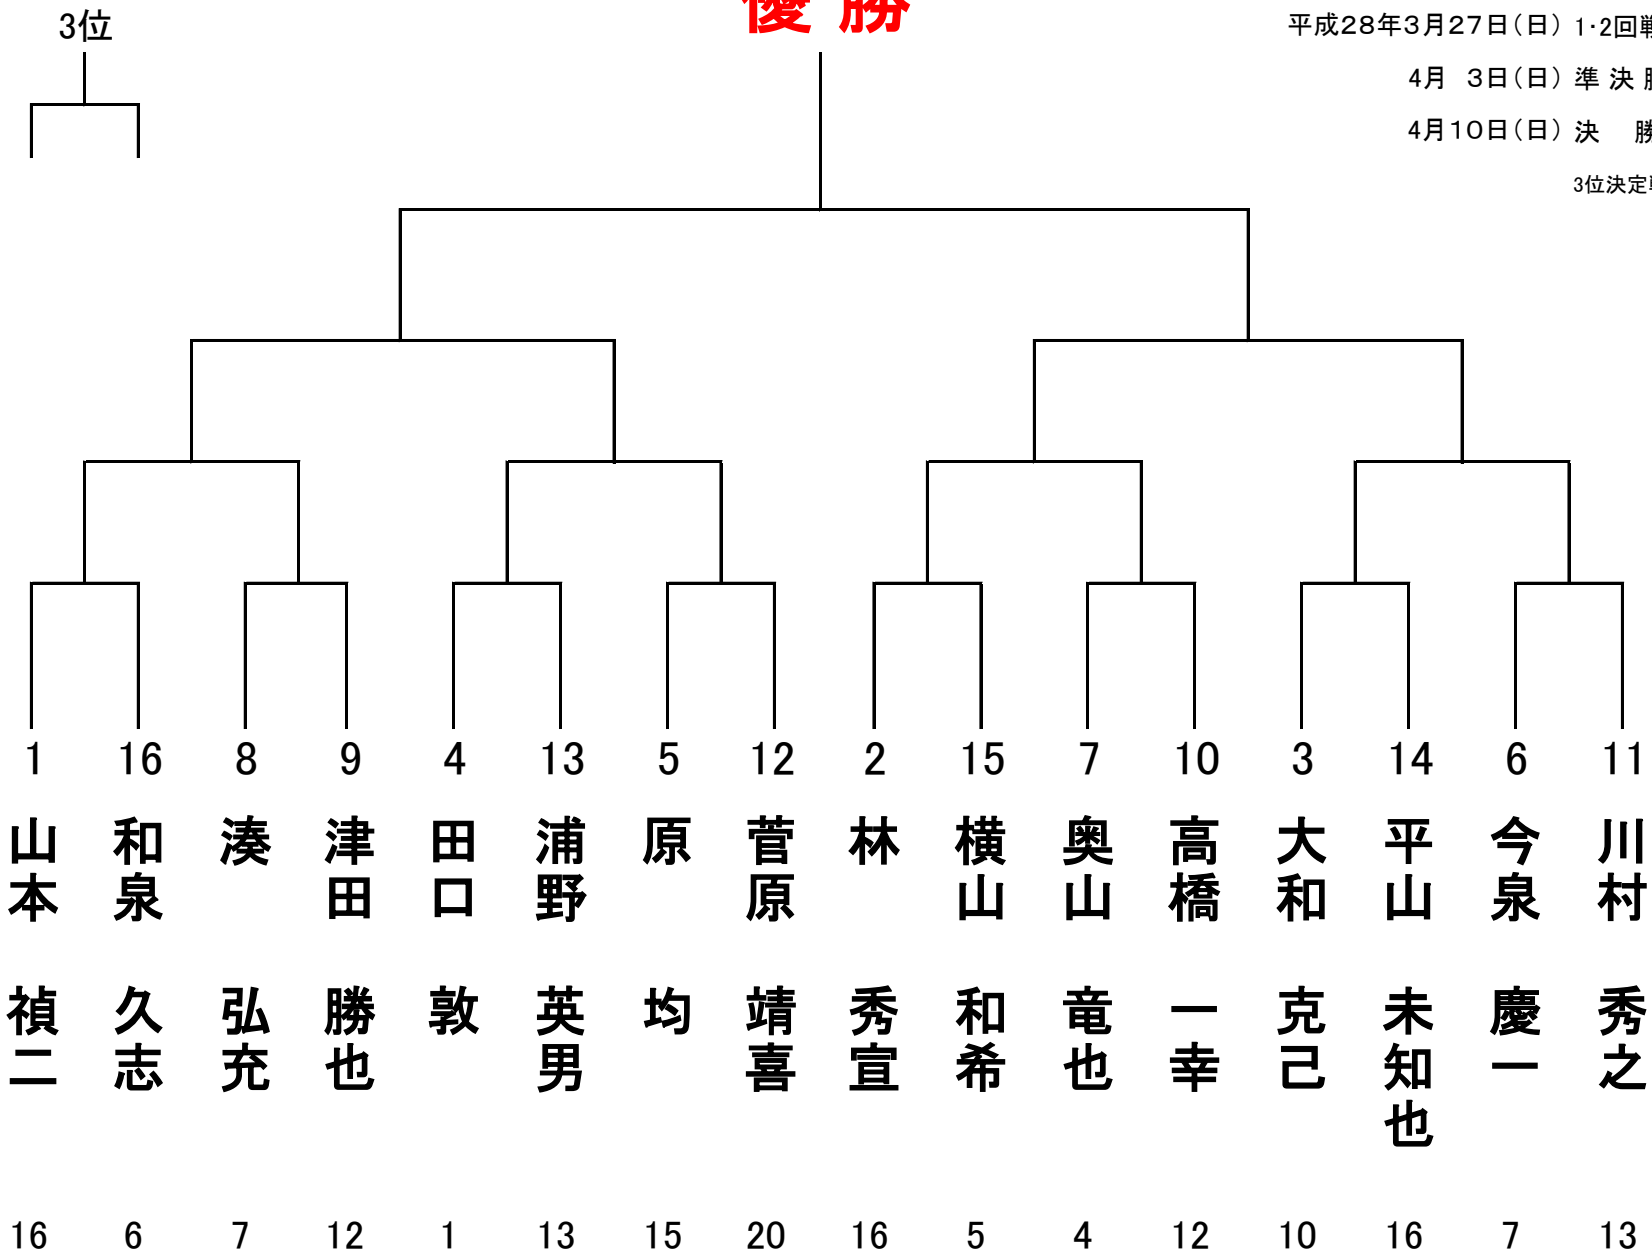 優勝
3位
平成28年3月27日(日) 1・2回戦
4月 3日(日) 準決勝
4月10日(日) 決 勝
3位決定戦
1 16 8 9 4 13 5 12 2 15 7 10 3 14 6 11
山本 禎二
和泉 久志
湊 弘充
津田 勝也
田口 敦
浦野 英男
原 均
菅原 靖喜
林 秀宣
横山 和希
奥山 竜也
高橋 一幸
大和 克己
平山 未知也
今泉 慶一
川村 秀之
16 6 7 12 1 13 15 20 16 5 4 12 10 16 7 13